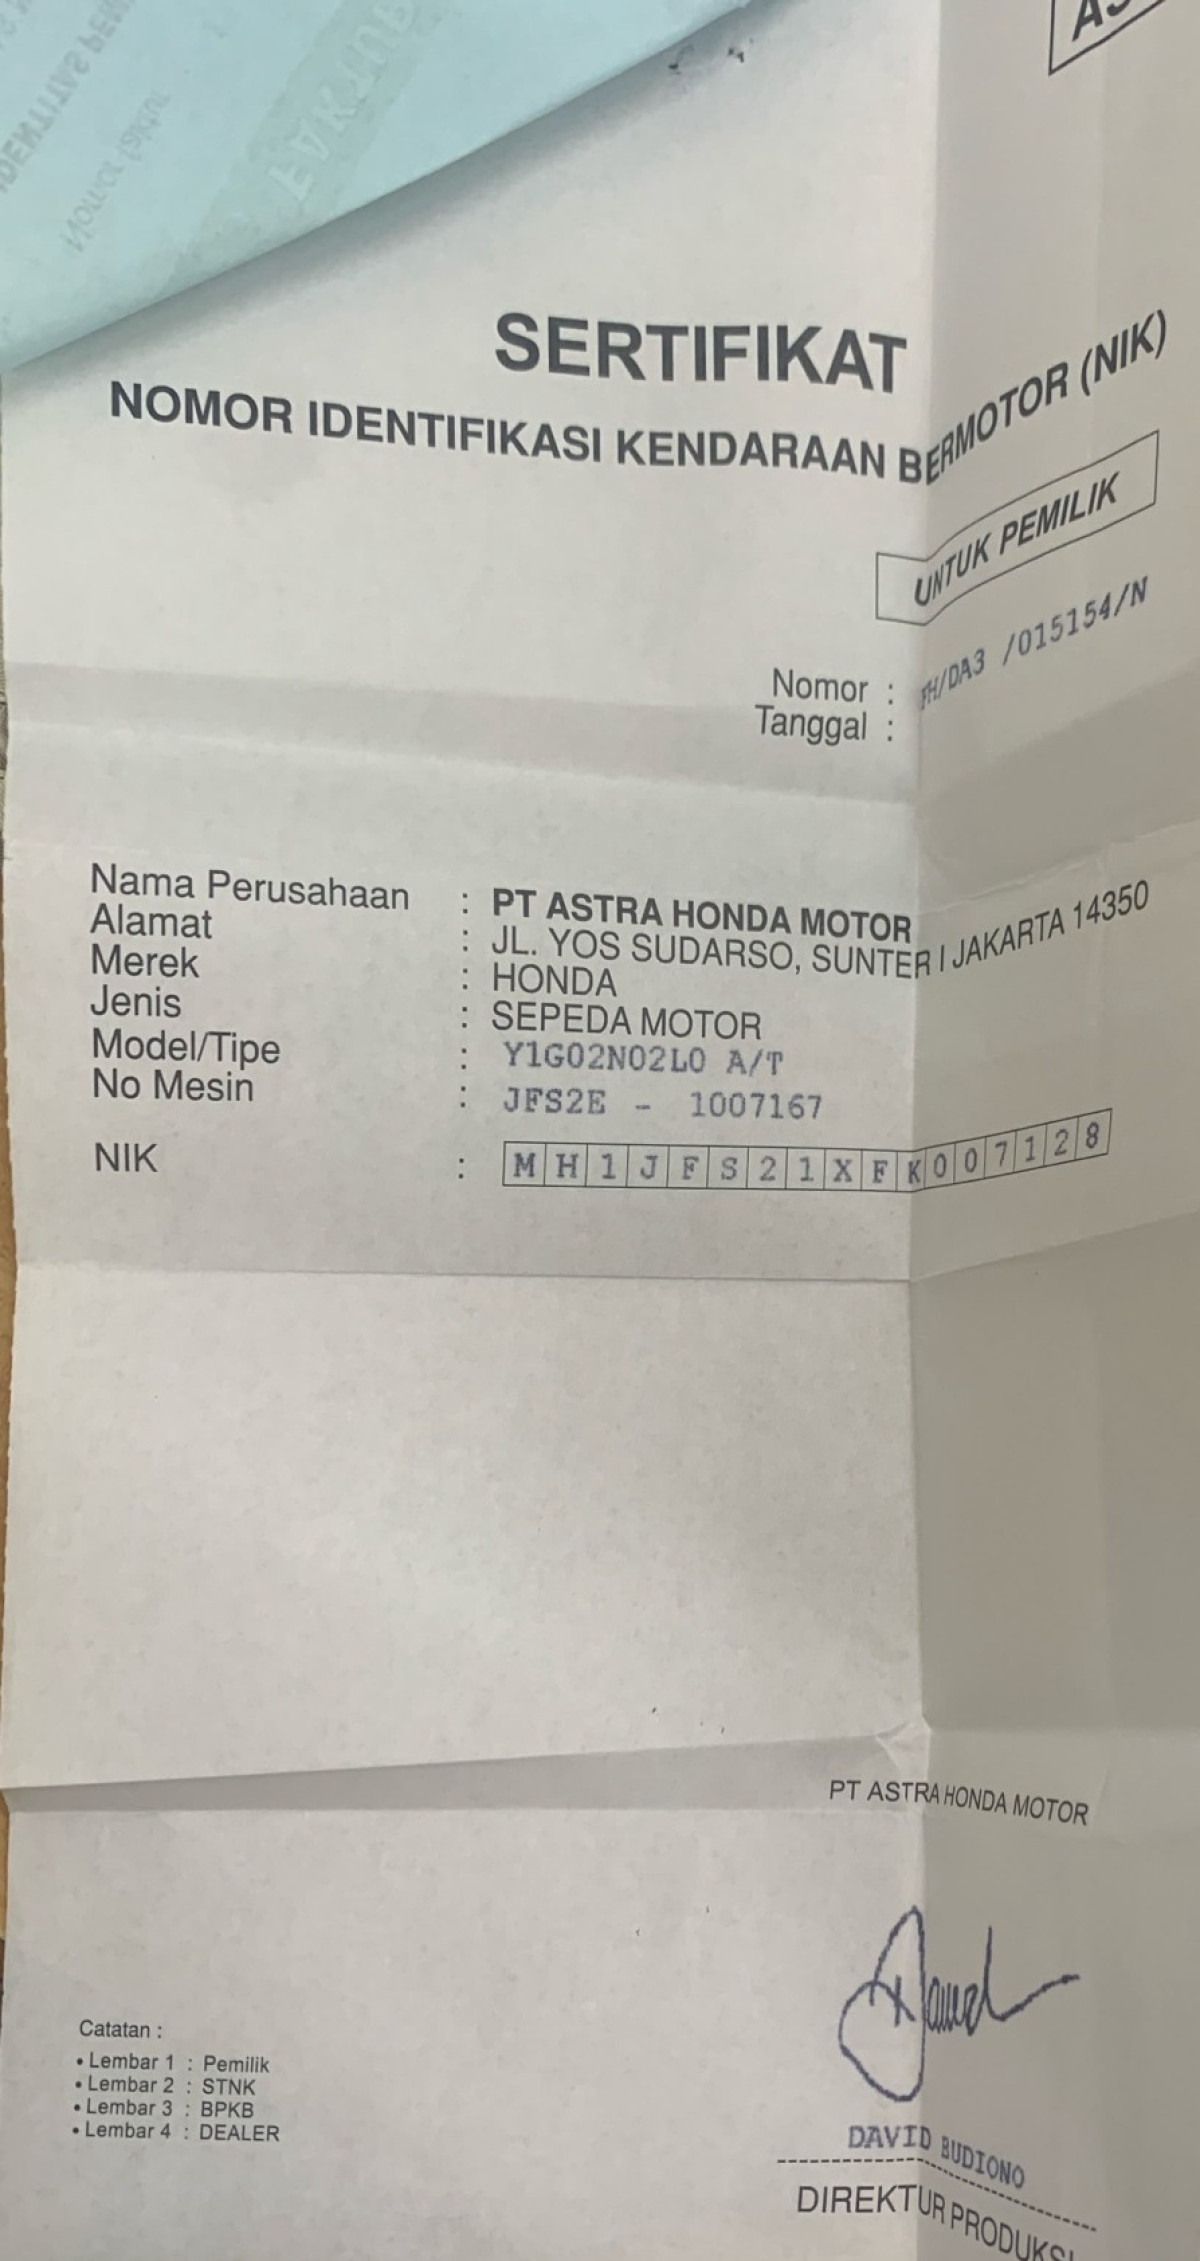 SERTIFIKAT
NOMOR IDENTIFIKASI KENDARAAN BERMOTOR (NIK)
UNTUK PEMILIK
Nomor : FH/DA3 /015154/N
Tanggal :
Nama Perusahaan : PT ASTRA HONDA MOTOR
Alamat : JL. YOS SUDARSO, SUNTER I JAKARTA 14350
Merek : HONDA
Jenis : SEPEDA MOTOR
Model/Tipe : Y1G02N02L0 A/T
No Mesin : JFS2E - 1007167
NIK : MH1JFS21XFK007128
PT ASTRA HONDA MOTOR
Catatan :
• Lembar 1 : Pemilik
• Lembar 2 : STNK
• Lembar 3 : BPKB
• Lembar 4 : DEALER
DAVID BUDIONO
DIREKTUR PRODUKSI